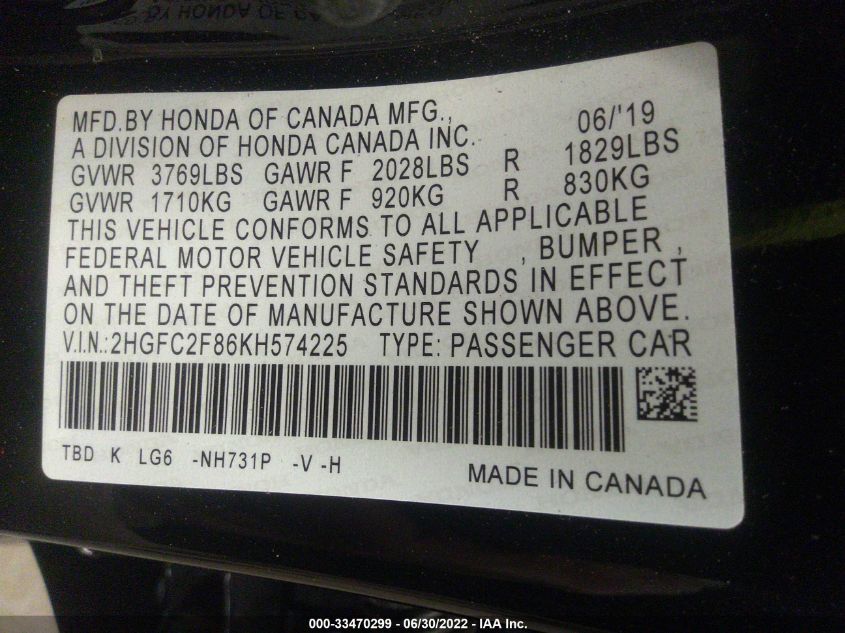 MFD.BY HONDA OF CANADA MFG., 06/'19
A DIVISION OF HONDA CANADA INC.
GVWR 3769LBS GAWR F 2028LBS R 1829LBS
GVWR 1710KG GAWR F 920KG R 830KG
THIS VEHICLE CONFORMS TO ALL APPLICABLE
FEDERAL MOTOR VEHICLE SAFETY , BUMPER ,
AND THEFT PREVENTION STANDARDS IN EFFECT
ON THE DATE OF MANUFACTURE SHOWN ABOVE.
V.I.N.:2HGFC2F86KH574225 TYPE: PASSENGER CAR
TBD K LG6 -NH731P -V -H
MADE IN CANADA
000-33470299 - 06/30/2022 - IAA Inc.